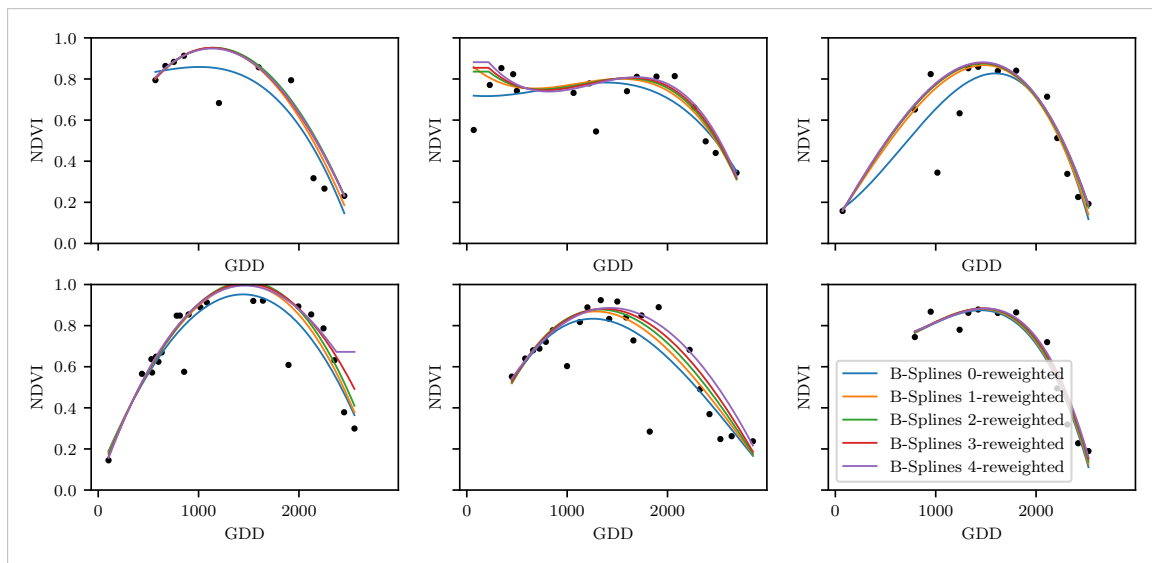 1.0
0.8
0.6
0.4
0.2
0.0
NDVI
GDD
NDVI
GDD
NDVI
GDD
1.0
0.8
0.6
0.4
0.2
0.0
NDVI
0 1000 2000
GDD
NDVI
0 1000 2000
GDD
NDVI
0 1000 2000
GDD
B-Splines 0-reweighted
B-Splines 1-reweighted
B-Splines 2-reweighted
B-Splines 3-reweighted
B-Splines 4-reweighted